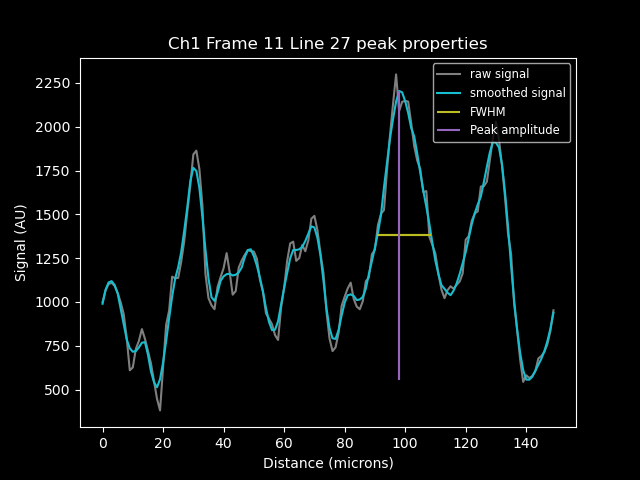 Ch1 Frame 11 Line 27 peak properties
raw signal
smoothed signal
FWHM
Peak amplitude
Signal (AU)
2250
2000
1750
1500
1250
1000
750
500
0 20 40 60 80 100 120 140
Distance (microns)